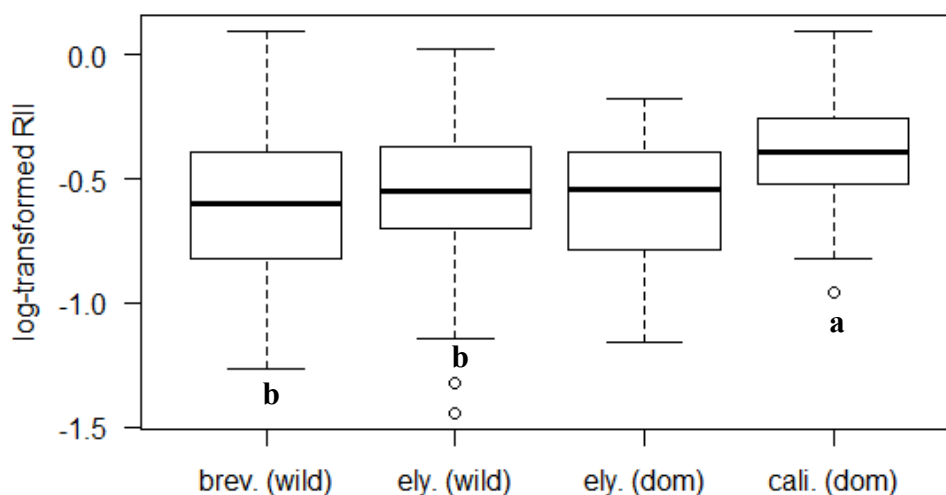 log-transformed RII
0.0
-0.5
-1.0
-1.5
b
b
a
brev. (wild)
ely. (wild)
ely. (dom)
cali. (dom)